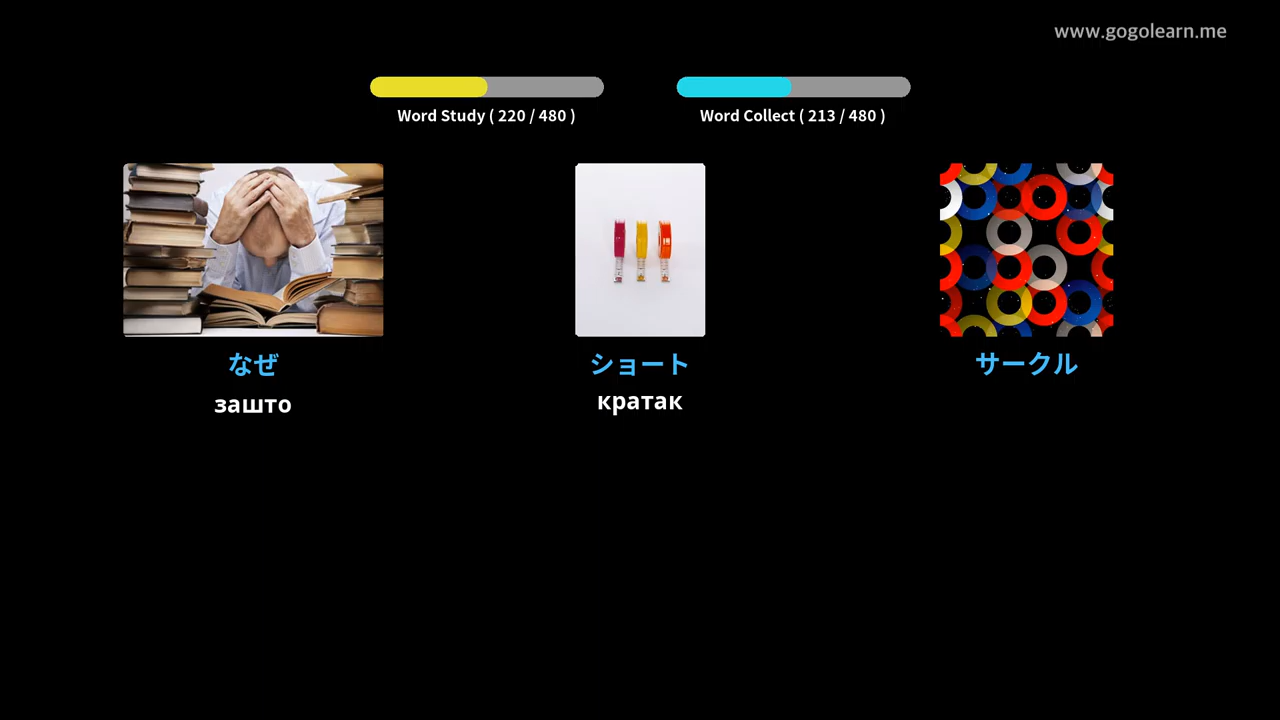 www.gogolearn.me
Word Study ( 220 / 480 )
Word Collect ( 213 / 480 )
なぜ
ショート
サークル
зашто
кратак